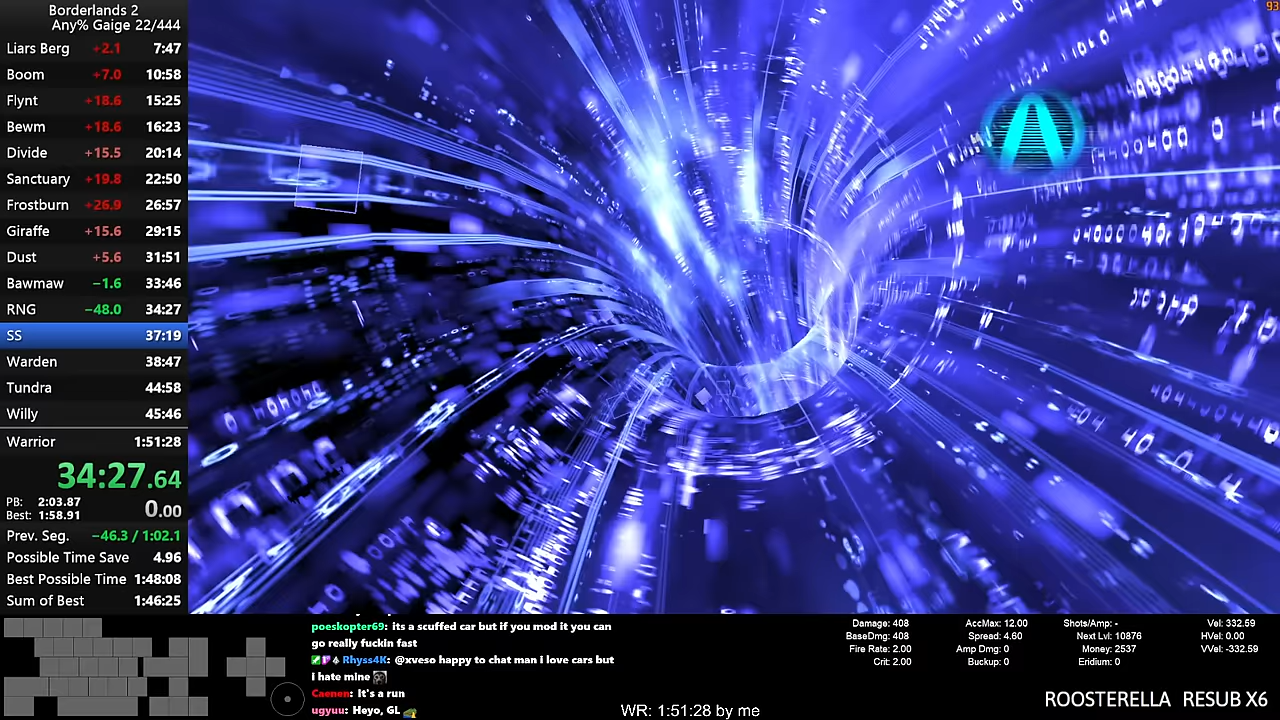 Borderlands 2
Any% Gaige 22/444
Liars Berg +2.1 7:47
Boom +7.0 10:58
Flynt +18.6 15:25
Bewm +18.6 16:23
Divide +15.5 20:14
Sanctuary +19.8 22:50
Frostburn +26.9 26:57
Giraffe +15.6 29:15
Dust +5.6 31:51
Bawmaw −1.6 33:46
RNG −48.0 34:27
SS 37:19
Warden 38:47
Tundra 44:58
Willy 45:46
Warrior 1:51:28
34:27.64
PB: 2:03.87
Best: 1:58.91
0.00
Prev. Seg. −46.3 / 1:02.1
Possible Time Save 4.96
Best Possible Time 1:48:08
Sum of Best 1:46:25
93
poeskopter69: its a scuffed car but if you mod it you can
go really fuckin fast
Rhyss4K: @xveso happy to chat man i love cars but
i hate mine
Caenen: It's a run
ugyuu: Heyo, GL
Damage: 408 AccMax: 12.00 Shots/Amp: - Vel: 332.59
BaseDmg: 408 Spread: 4.60 Next Lvl: 10876 HVel: 0.00
Fire Rate: 2.00 Amp Dmg: 0 Money: 2537 VVel: -332.59
Crit: 2.00 Buckup: 0 Eridium: 0
ROOSTERELLA RESUB X6
WR: 1:51:28 by me